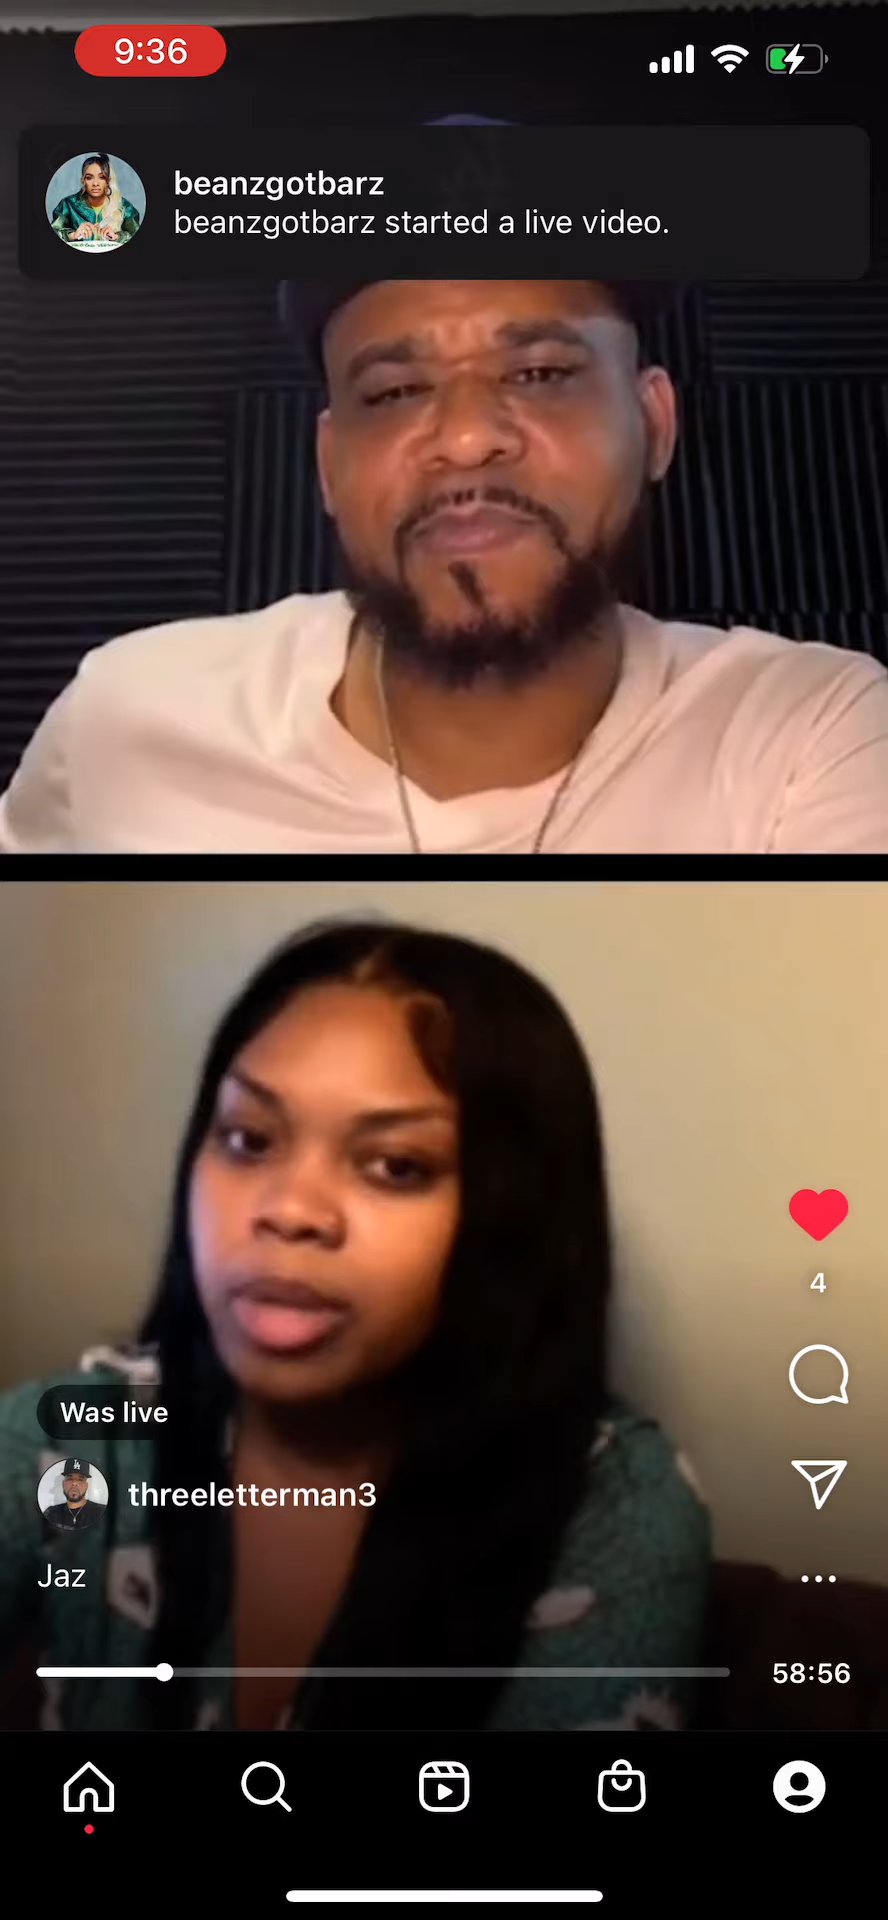 9:36
beanzgotbarz
beanzgotbarz started a live video.
4
Was live
threeletterman3
Jaz
58:56